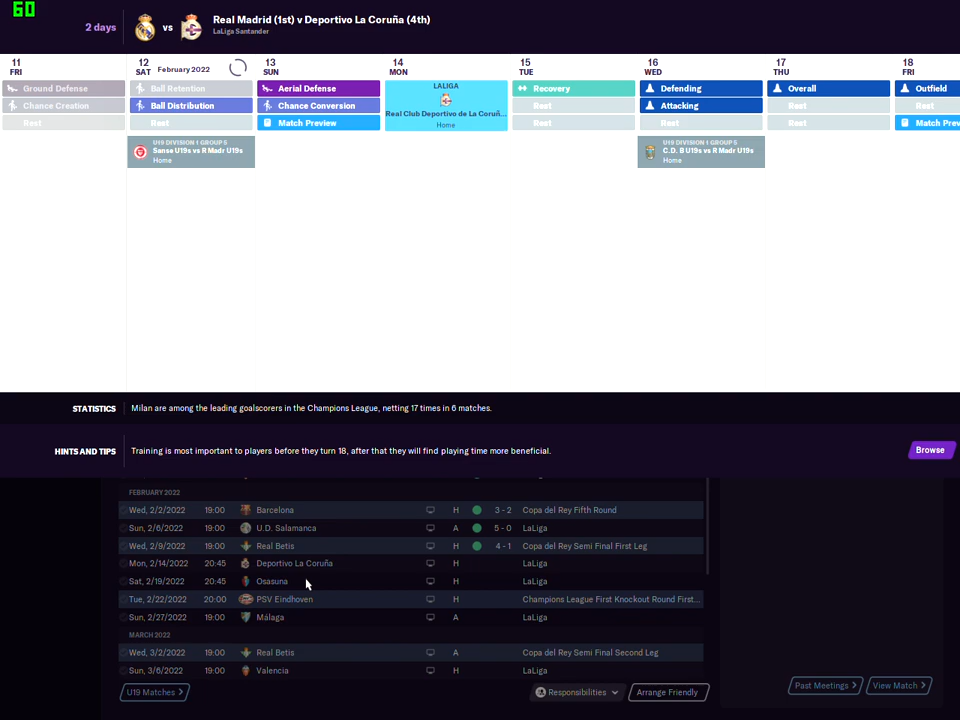 60
2 days
vs
Real Madrid (1st) v Deportivo La Coruña (4th)
LaLiga Santander
11 FRI
12 SAT February 2022
13 SUN
14 MON
15 TUE
16 WED
17 THU
18 FRI
Ground Defense
Chance Creation
Rest
Ball Retention
Ball Distribution
Rest
U19 DIVISION 1 GROUP 5
Sanse U19s vs R Madr U19s
Home
Aerial Defense
Chance Conversion
Match Preview
LALIGA
Real Club Deportivo de La Coruñ...
Home
Recovery
Rest
Rest
Defending
Attacking
Rest
U19 DIVISION 1 GROUP 5
C.D. B U19s vs R Madr U19s
Home
Overall
Rest
Rest
Outfield
Rest
Match Prev
STATISTICS Milan are among the leading goalscorers in the Champions League, netting 17 times in 6 matches.
HINTS AND TIPS Training is most important to players before they turn 18, after that they will find playing time more beneficial.
Browse
FEBRUARY 2022
Wed, 2/2/2022 19:00 Barcelona H 3 - 2 Copa del Rey Fifth Round
Sun, 2/6/2022 19:00 U.D. Salamanca A 5 - 0 LaLiga
Wed, 2/9/2022 19:00 Real Betis H 4 - 1 Copa del Rey Semi Final First Leg
Mon, 2/14/2022 20:45 Deportivo La Coruña H LaLiga
Sat, 2/19/2022 20:45 Osasuna H LaLiga
Tue, 2/22/2022 20:00 PSV Eindhoven H Champions League First Knockout Round First...
Sun, 2/27/2022 19:00 Málaga A LaLiga
MARCH 2022
Wed, 3/2/2022 19:00 Real Betis A Copa del Rey Semi Final Second Leg
Sun, 3/6/2022 19:00 Valencia H LaLiga
U19 Matches >
Responsibilities
Arrange Friendly
Past Meetings >
View Match >